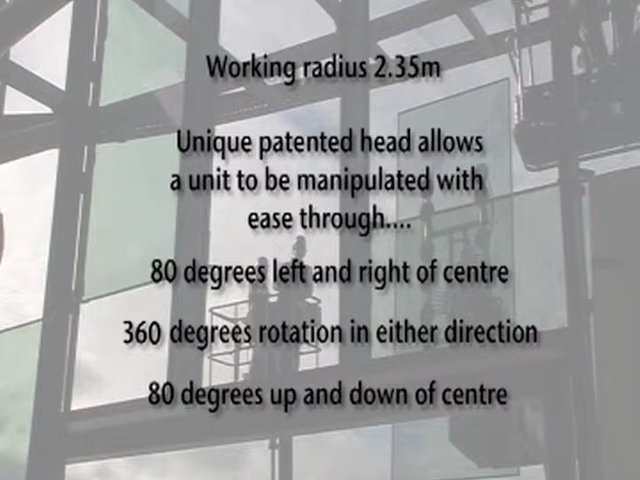 Working radius 2.35m
Unique patented head allows
a unit to be manipulated with
ease through....
80 degrees left and right of centre
360 degrees rotation in either direction
80 degrees up and down of centre